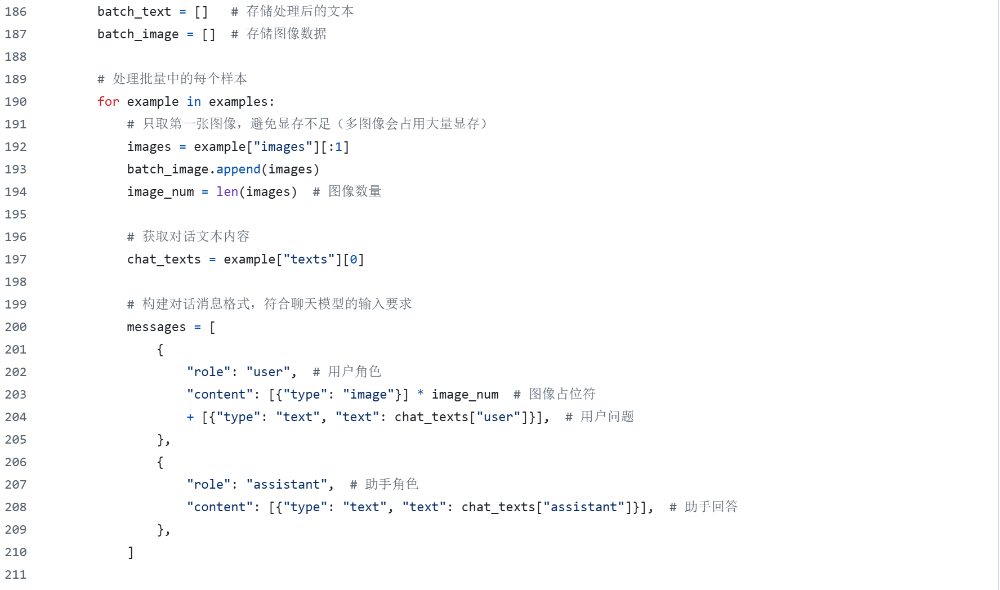 186 batch_text = []   # 存储处理后的文本
187 batch_image = []  # 存储图像数据
188
189 # 处理批量中的每个样本
190 for example in examples:
191     # 只取第一张图像，避免显存不足（多图像会占用大量显存）
192     images = example["images"][:1]
193     batch_image.append(images)
194     image_num = len(images)  # 图像数量
195
196     # 获取对话文本内容
197     chat_texts = example["texts"][0]
198
199     # 构建对话消息格式，符合聊天模型的输入要求
200     messages = [
201         {
202             "role": "user",  # 用户角色
203             "content": [{"type": "image"}] * image_num  # 图像占位符
204             + [{"type": "text", "text": chat_texts["user"]}],  # 用户问题
205         },
206         {
207             "role": "assistant",  # 助手角色
208             "content": [{"type": "text", "text": chat_texts["assistant"]}],  # 助手回答
209         },
210     ]
211